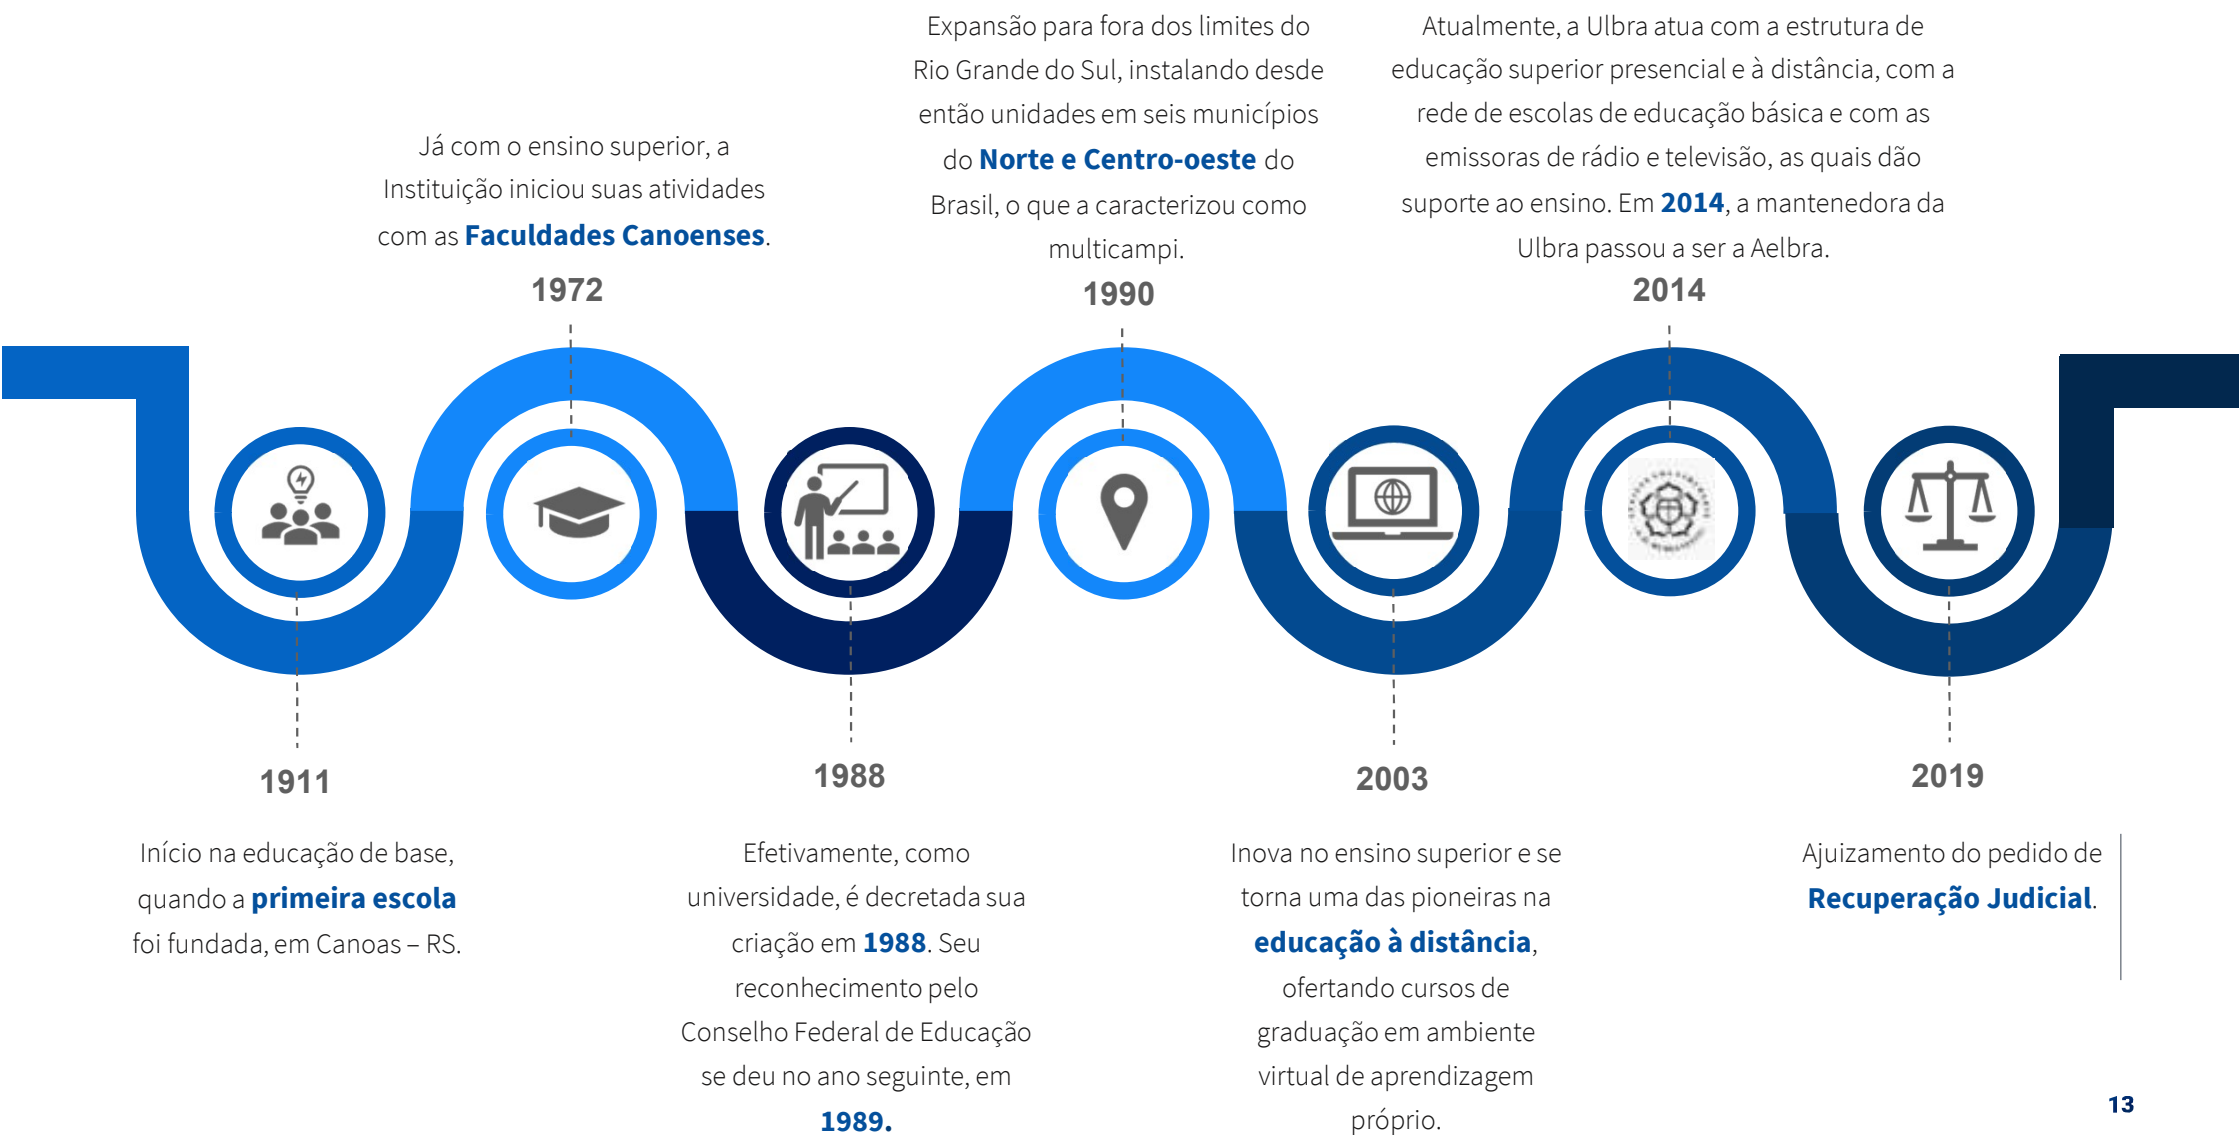 Já com o ensino superior, a
Instituição iniciou suas atividades
com as Faculdades Canoenses.
1972
Expansão para fora dos limites do
Rio Grande do Sul, instalando desde
então unidades em seis municípios
do Norte e Centro-oeste do
Brasil, o que a caracterizou como
multicampi.
1990
Atualmente, a Ulbra atua com a estrutura de
educação superior presencial e à distância, com a
rede de escolas de educação básica e com as
emissoras de rádio e televisão, as quais dão
suporte ao ensino. Em 2014, a mantenedora da
Ulbra passou a ser a Aelbra.
2014
1911
Início na educação de base,
quando a primeira escola
foi fundada, em Canoas – RS.
1988
Efetivamente, como
universidade, é decretada sua
criação em 1988. Seu
reconhecimento pelo
Conselho Federal de Educação
se deu no ano seguinte, em
1989.
2003
Inova no ensino superior e se
torna uma das pioneiras na
educação à distância,
ofertando cursos de
graduação em ambiente
virtual de aprendizagem
próprio.
2019
Ajuizamento do pedido de
Recuperação Judicial.
13